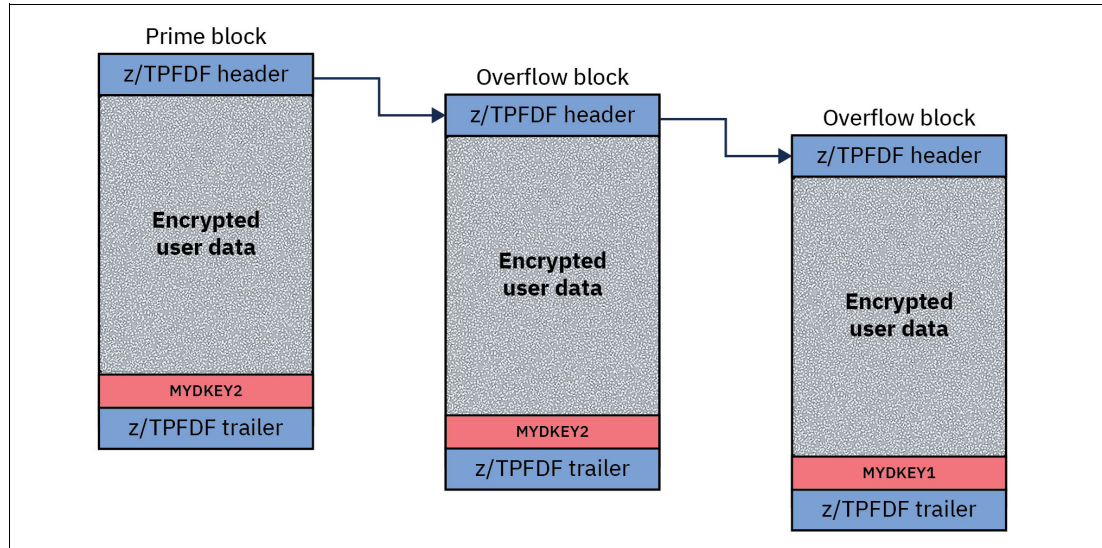 Prime block
z/TPFDF header
Encrypted
user data
MYDKEY2
z/TPFDF trailer
Overflow block
z/TPFDF header
Encrypted
user data
MYDKEY2
z/TPFDF trailer
Overflow block
z/TPFDF header
Encrypted
user data
MYDKEY1
z/TPFDF trailer